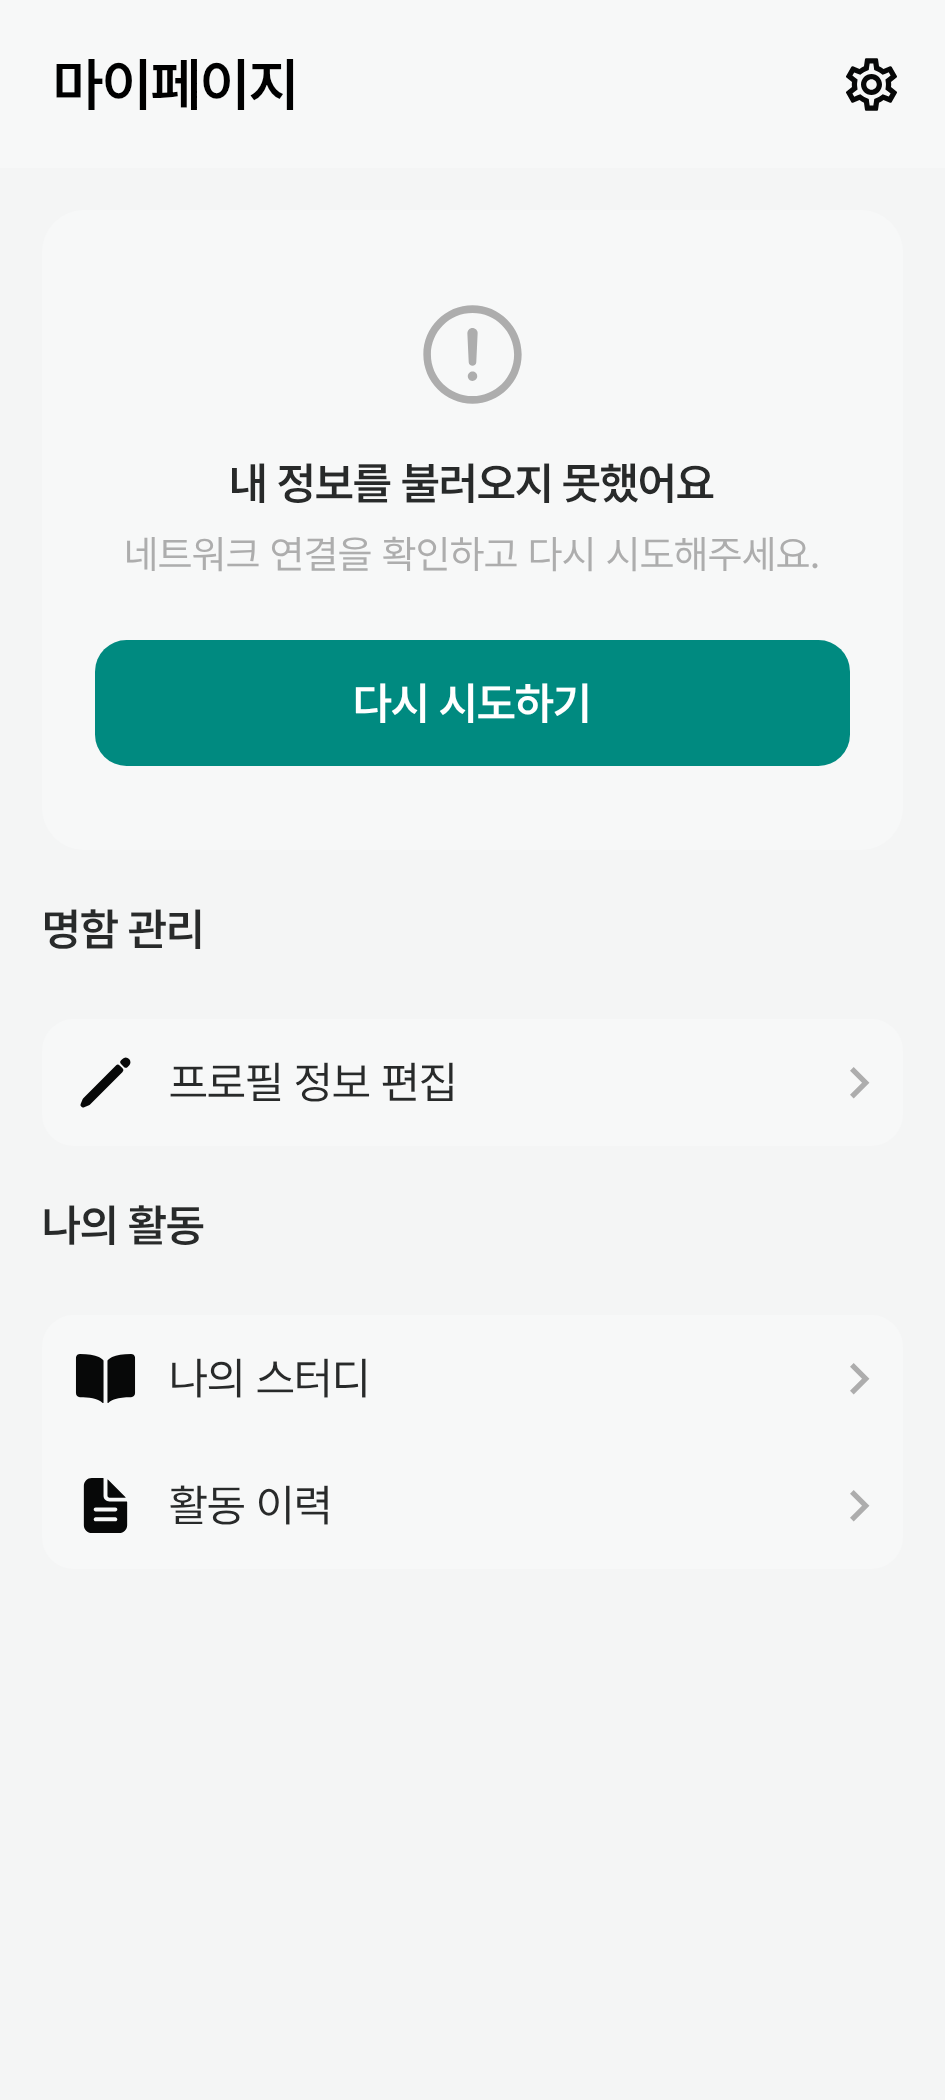 마이페이지
내 정보를 불러오지 못했어요
네트워크 연결을 확인하고 다시 시도해주세요.
다시 시도하기
명함 관리
프로필 정보 편집
나의 활동
나의 스터디
활동 이력